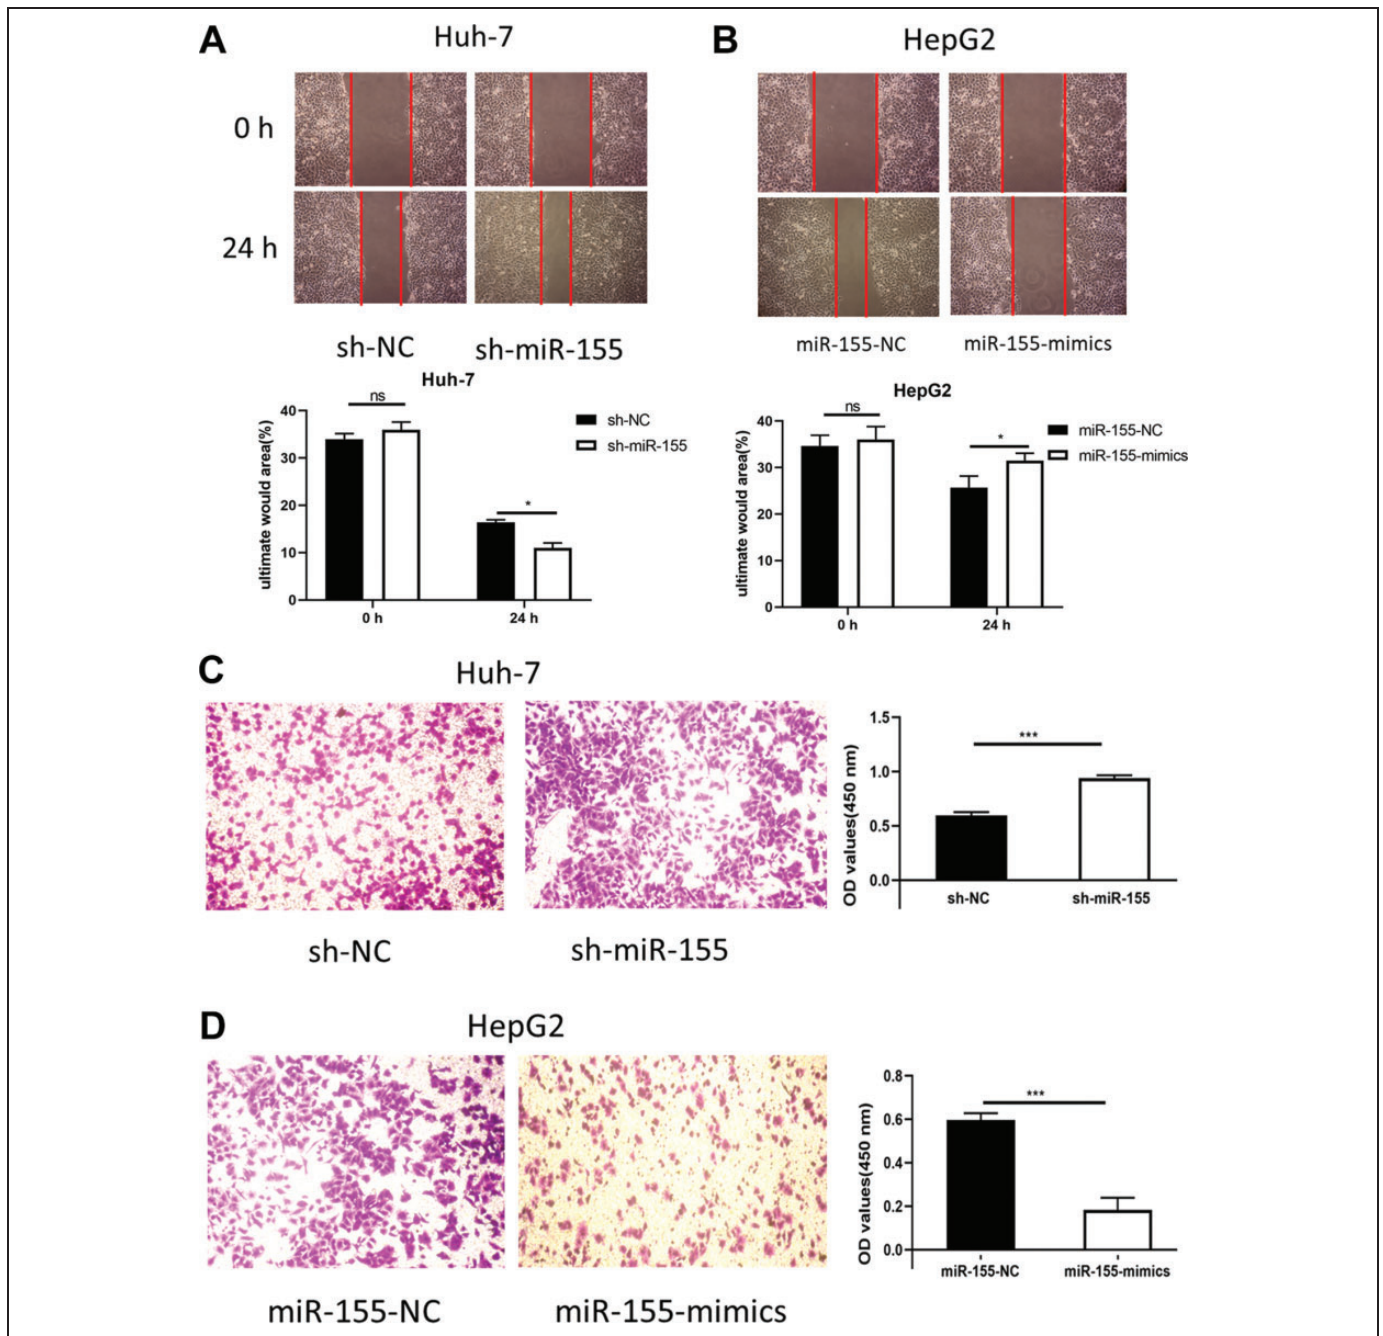 A
Huh-7
B
HepG2
0 h
24 h
sh-NC
sh-miR-155
miR-155-NC
miR-155-mimics
Huh-7
ns
*
sh-NC
sh-miR-155
ultimate would area(%)
40
30
20
10
0
0 h
24 h
HepG2
ns
*
miR-155-NC
miR-155-mimics
ultimate would area(%)
40
30
20
10
0
0 h
24 h
C
Huh-7
sh-NC
sh-miR-155
OD values(450 nm)
1.5
1.0
0.5
0.0
***
sh-NC
sh-miR-155
D
HepG2
miR-155-NC
miR-155-mimics
OD values(450 nm)
0.8
0.6
0.4
0.2
0.0
***
miR-155-NC
miR-155-mimics